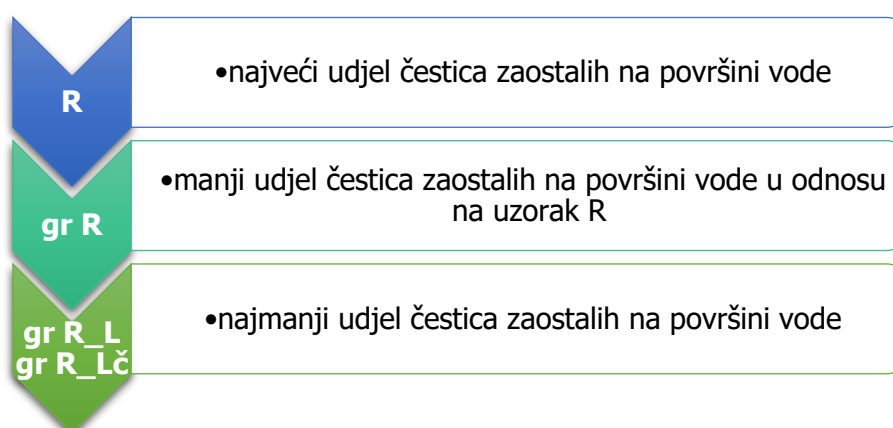 R
•najveći udjel čestica zaostalih na površini vode
gr R
•manji udjel čestica zaostalih na površini vode u odnosu
na uzorak R
gr R_L
gr R_Lč
•najmanji udjel čestica zaostalih na površini vode